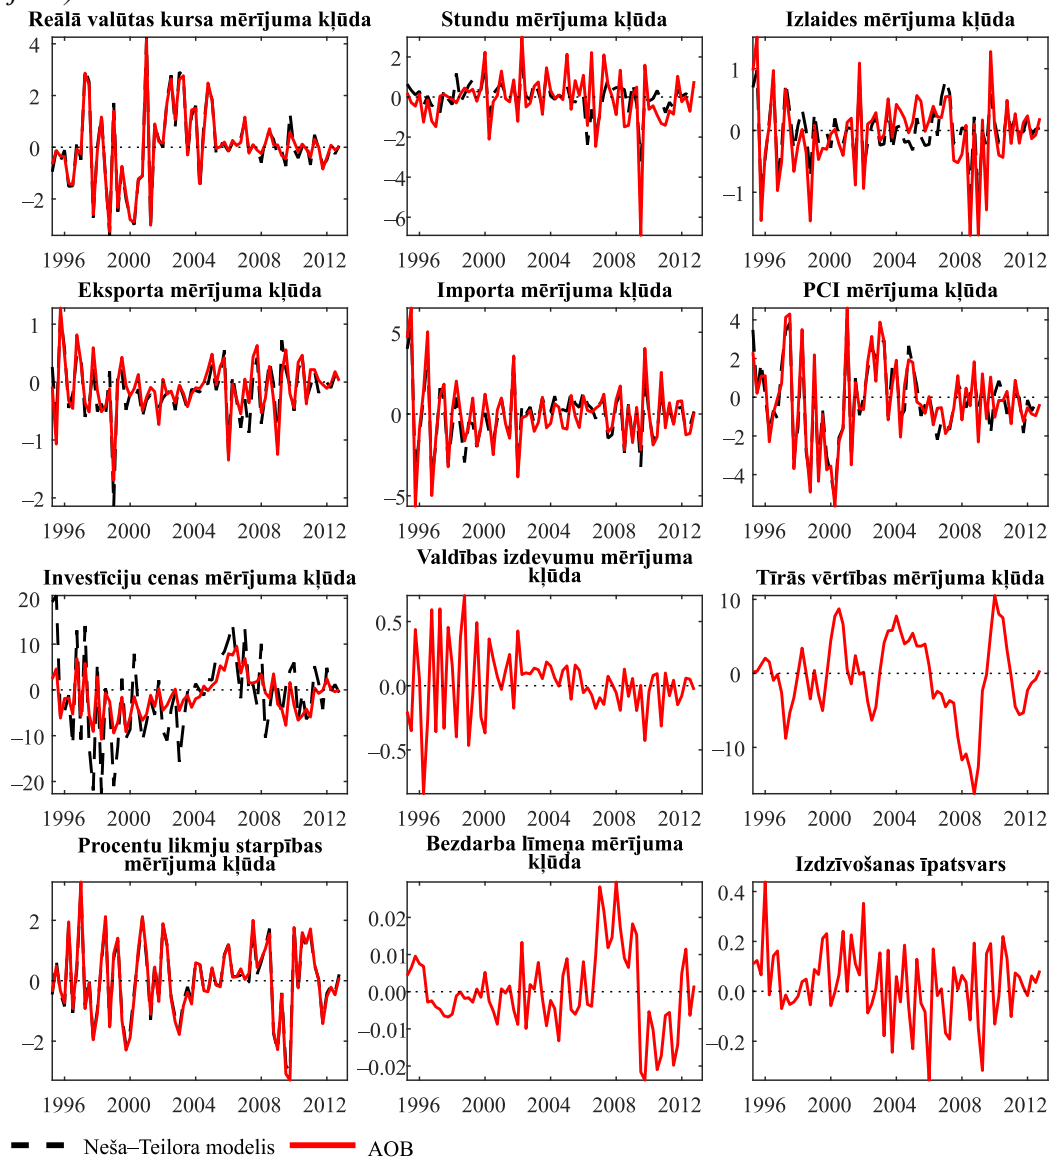 Reālā valūtas kursa mērījuma kļūda
Stundu mērījuma kļūda
Izlaides mērījuma kļūda
4
2
0
–2
2
0
–2
–4
–6
1
0
–1
1996 2000 2004 2008 2012
1996 2000 2004 2008 2012
1996 2000 2004 2008 2012
Eksporta mērījuma kļūda
Importa mērījuma kļūda
PCI mērījuma kļūda
1
0
–1
–2
5
0
–5
4
2
0
–2
–4
1996 2000 2004 2008 2012
1996 2000 2004 2008 2012
1996 2000 2004 2008 2012
Investīciju cenas mērījuma kļūda
Valdības izdevumu mērījuma
kļūda
Tīrās vērtības mērījuma kļūda
20
10
0
–10
–20
0.5
0.0
–0.5
10
0
–10
1996 2000 2004 2008 2012
1996 2000 2004 2008 2012
1996 2000 2004 2008 2012
Procentu likmju starpības
mērījuma kļūda
Bezdarba līmeņa mērījuma
kļūda
Izdzīvošanas īpatsvars
2
0
–2
0.02
0.01
0.00
–0.01
–0.02
0.4
0.2
0.0
–0.2
1996 2000 2004 2008 2012
1996 2000 2004 2008 2012
1996 2000 2004 2008 2012
Neša–Teilora modelis
AOB